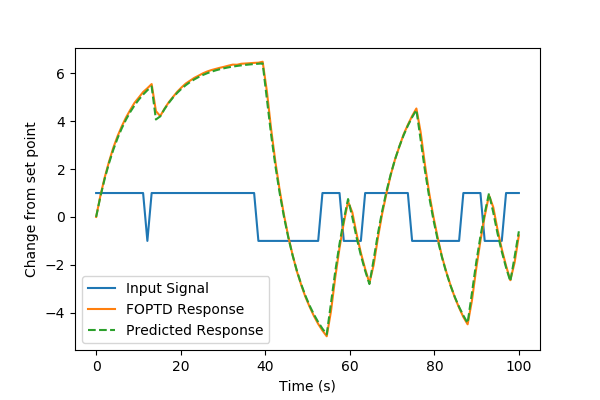 6
4
2
0
−2
−4
Change from set point
Input Signal
FOPTD Response
Predicted Response
0
20
40
60
80
100
Time (s)